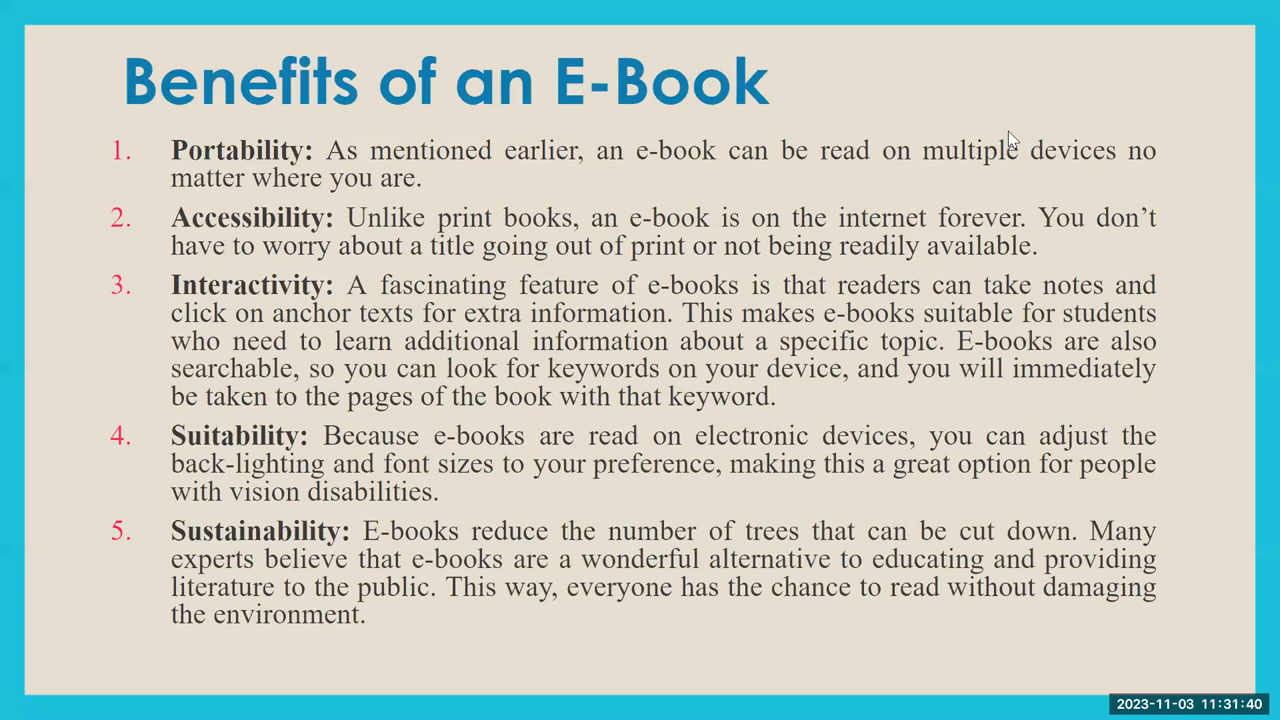 Benefits of an E-Book
1. Portability: As mentioned earlier, an e-book can be read on multiple devices no
matter where you are.
2. Accessibility: Unlike print books, an e-book is on the internet forever. You don’t
have to worry about a title going out of print or not being readily available.
3. Interactivity: A fascinating feature of e-books is that readers can take notes and
click on anchor texts for extra information. This makes e-books suitable for students
who need to learn additional information about a specific topic. E-books are also
searchable, so you can look for keywords on your device, and you will immediately
be taken to the pages of the book with that keyword.
4. Suitability: Because e-books are read on electronic devices, you can adjust the
back-lighting and font sizes to your preference, making this a great option for people
with vision disabilities.
5. Sustainability: E-books reduce the number of trees that can be cut down. Many
experts believe that e-books are a wonderful alternative to educating and providing
literature to the public. This way, everyone has the chance to read without damaging
the environment.
2023-11-03 11:31:40